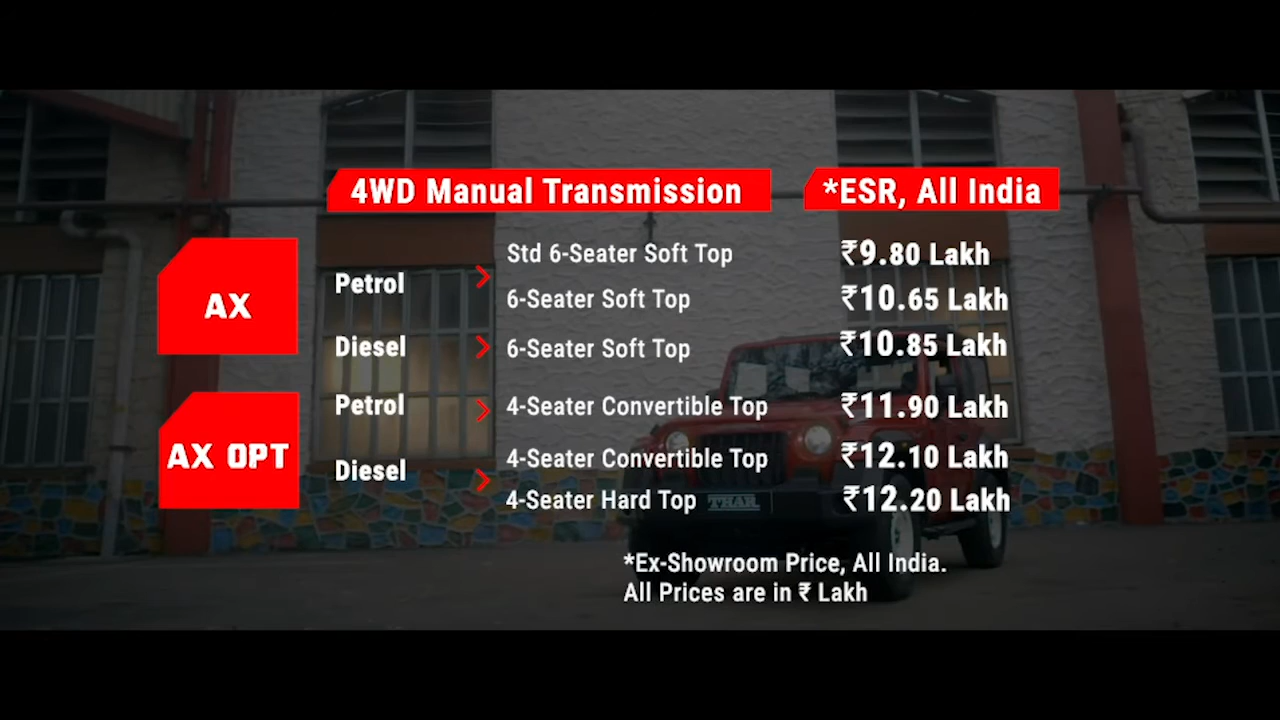 4WD Manual Transmission *ESR, All India
AX
Petrol
Std 6-Seater Soft Top ₹9.80 Lakh
6-Seater Soft Top ₹10.65 Lakh
Diesel 6-Seater Soft Top ₹10.85 Lakh
AX OPT
Petrol 4-Seater Convertible Top ₹11.90 Lakh
Diesel
4-Seater Convertible Top ₹12.10 Lakh
4-Seater Hard Top ₹12.20 Lakh
THAR
*Ex-Showroom Price, All India.
All Prices are in ₹ Lakh